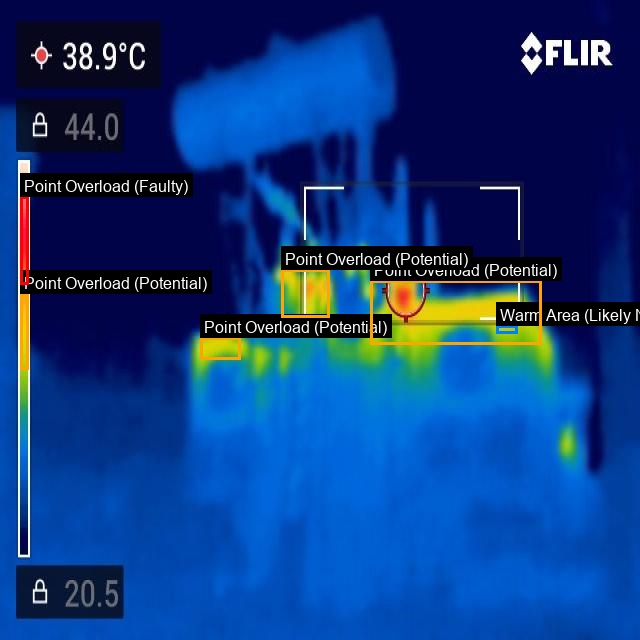 38.9°C
FLIR
44.0
Point Overload (Faulty)
Point Overload (Potential)
Point Overload (Potential)
Point Overload (Potential)
Warm Area (Likely N
Point Overload (Potential)
20.5